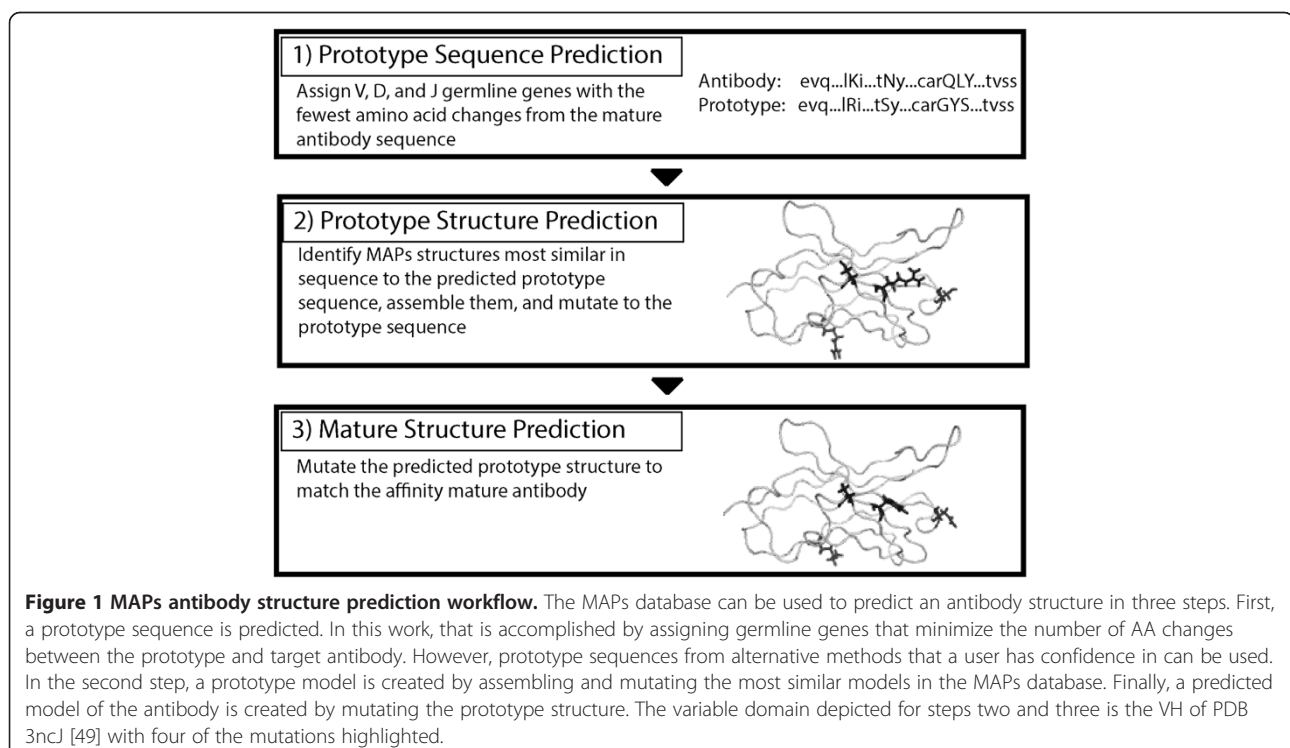 1) Prototype Sequence Prediction
Assign V, D, and J germline genes with the
fewest amino acid changes from the mature
antibody sequence
Antibody: evq...lKi...tNy...carQLY...tvss
Prototype: evq...lRi...tSy...carGYS...tvss
2) Prototype Structure Prediction
Identify MAPs structures most similar in
sequence to the predicted prototype
sequence, assemble them, and mutate to the
prototype sequence
3) Mature Structure Prediction
Mutate the predicted prototype structure to
match the affinity mature antibody
Figure 1 MAPs antibody structure prediction workflow. The MAPs database can be used to predict an antibody structure in three steps. First,
a prototype sequence is predicted. In this work, that is accomplished by assigning germline genes that minimize the number of AA changes
between the prototype and target antibody. However, prototype sequences from alternative methods that a user has confidence in can be used.
In the second step, a prototype model is created by assembling and mutating the most similar models in the MAPs database. Finally, a predicted
model of the antibody is created by mutating the prototype structure. The variable domain depicted for steps two and three is the VH of PDB
3ncJ [49] with four of the mutations highlighted.